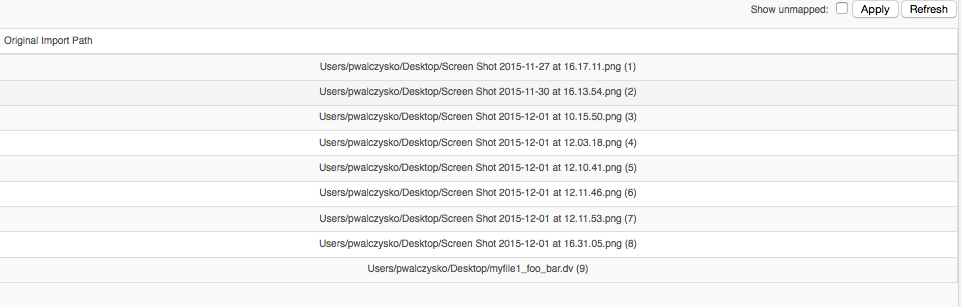 Show unmapped: Apply Refresh
Original Import Path
Users/pwalczysko/Desktop/Screen Shot 2015-11-27 at 16.17.11.png (1)
Users/pwalczysko/Desktop/Screen Shot 2015-11-30 at 16.13.54.png (2)
Users/pwalczysko/Desktop/Screen Shot 2015-12-01 at 10.15.50.png (3)
Users/pwalczysko/Desktop/Screen Shot 2015-12-01 at 12.03.18.png (4)
Users/pwalczysko/Desktop/Screen Shot 2015-12-01 at 12.10.41.png (5)
Users/pwalczysko/Desktop/Screen Shot 2015-12-01 at 12.11.46.png (6)
Users/pwalczysko/Desktop/Screen Shot 2015-12-01 at 12.11.53.png (7)
Users/pwalczysko/Desktop/Screen Shot 2015-12-01 at 16.31.05.png (8)
Users/pwalczysko/Desktop/myfile1_foo_bar.dv (9)